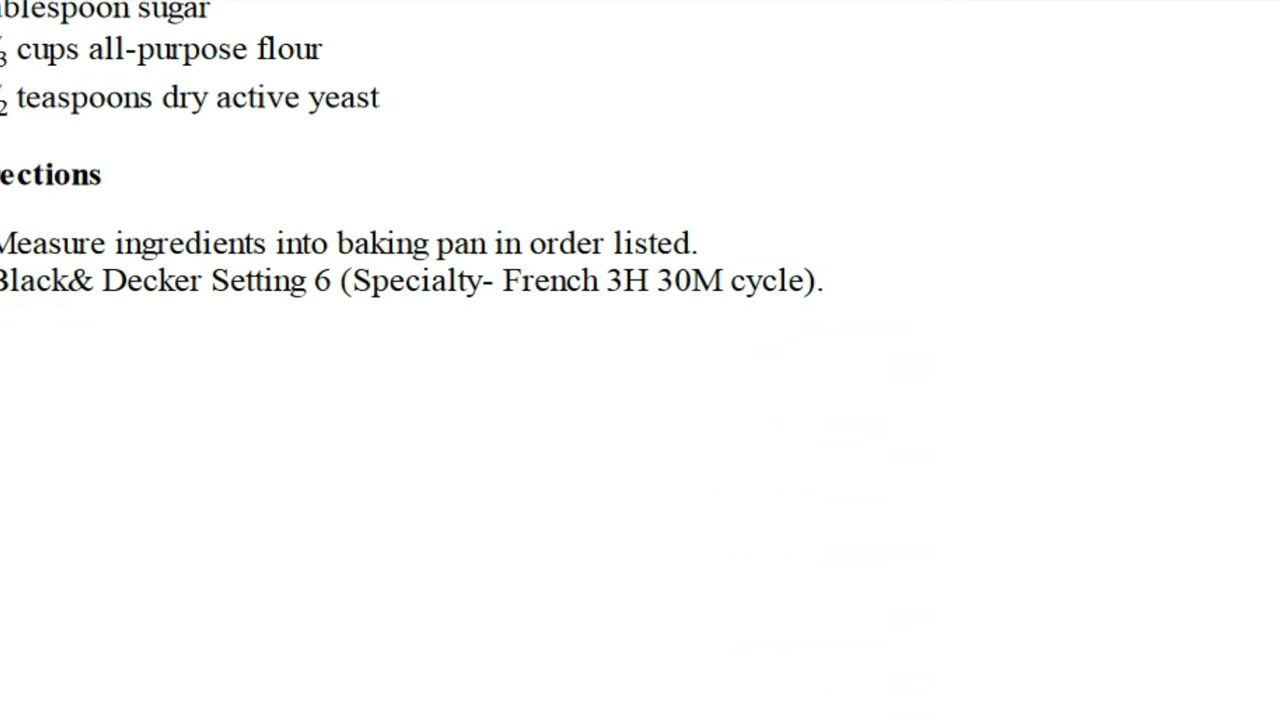 sugar
cups all-purpose flour
teaspoons dry active yeast
ections
Measure ingredients into baking pan in order listed.
Black& Decker Setting 6 (Specialty- French 3H 30M cycle).